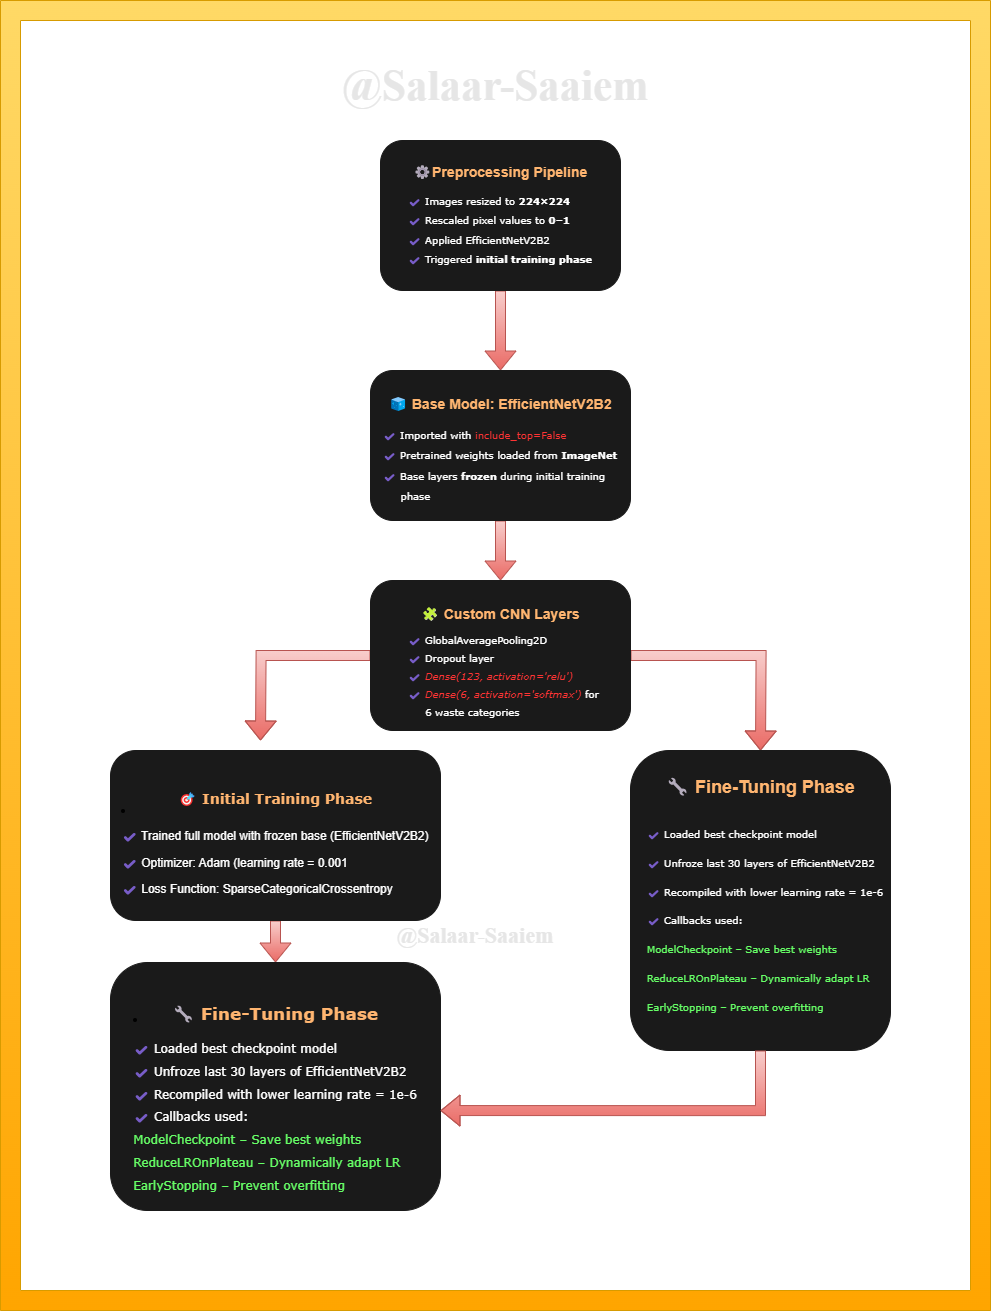 @Salaar-Saaiem
Preprocessing Pipeline
Images resized to 224×224
Rescaled pixel values to 0–1
Applied EfficientNetV2B2
Triggered initial training phase
Base Model: EfficientNetV2B2
Imported with include_top=False
Pretrained weights loaded from ImageNet
Base layers frozen during initial training
phase
Custom CNN Layers
GlobalAveragePooling2D
Dropout layer
Dense(123, activation='relu')
Dense(6, activation='softmax') for
6 waste categories
Initial Training Phase
Trained full model with frozen base (EfficientNetV2B2)
Optimizer: Adam (learning rate = 0.001
Loss Function: SparseCategoricalCrossentropy
Fine-Tuning Phase
Loaded best checkpoint model
Unfroze last 30 layers of EfficientNetV2B2
Recompiled with lower learning rate = 1e-6
Callbacks used:
ModelCheckpoint – Save best weights
ReduceLROnPlateau – Dynamically adapt LR
EarlyStopping – Prevent overfitting
@Salaar-Saaiem
Fine-Tuning Phase
Loaded best checkpoint model
Unfroze last 30 layers of EfficientNetV2B2
Recompiled with lower learning rate = 1e-6
Callbacks used:
ModelCheckpoint – Save best weights
ReduceLROnPlateau – Dynamically adapt LR
EarlyStopping – Prevent overfitting